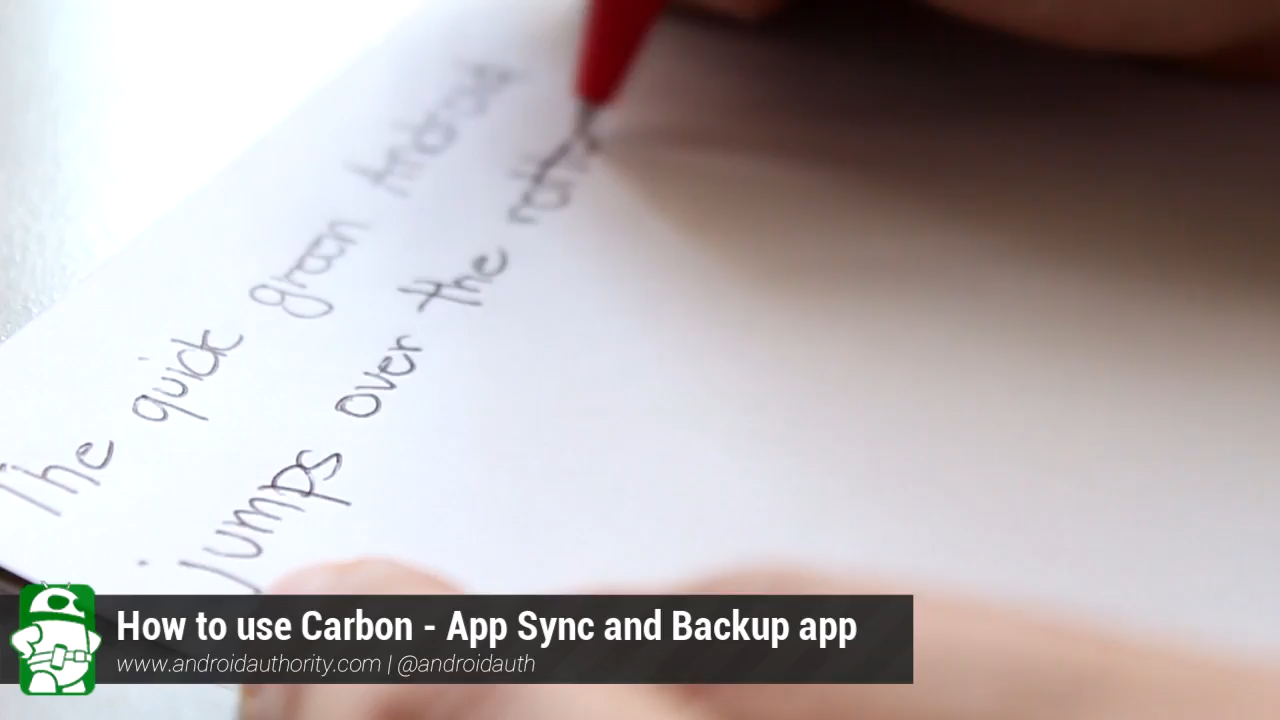 The quick green Android
jumps over the
How to use Carbon - App Sync and Backup app
www.androidauthority.com | @androidauth